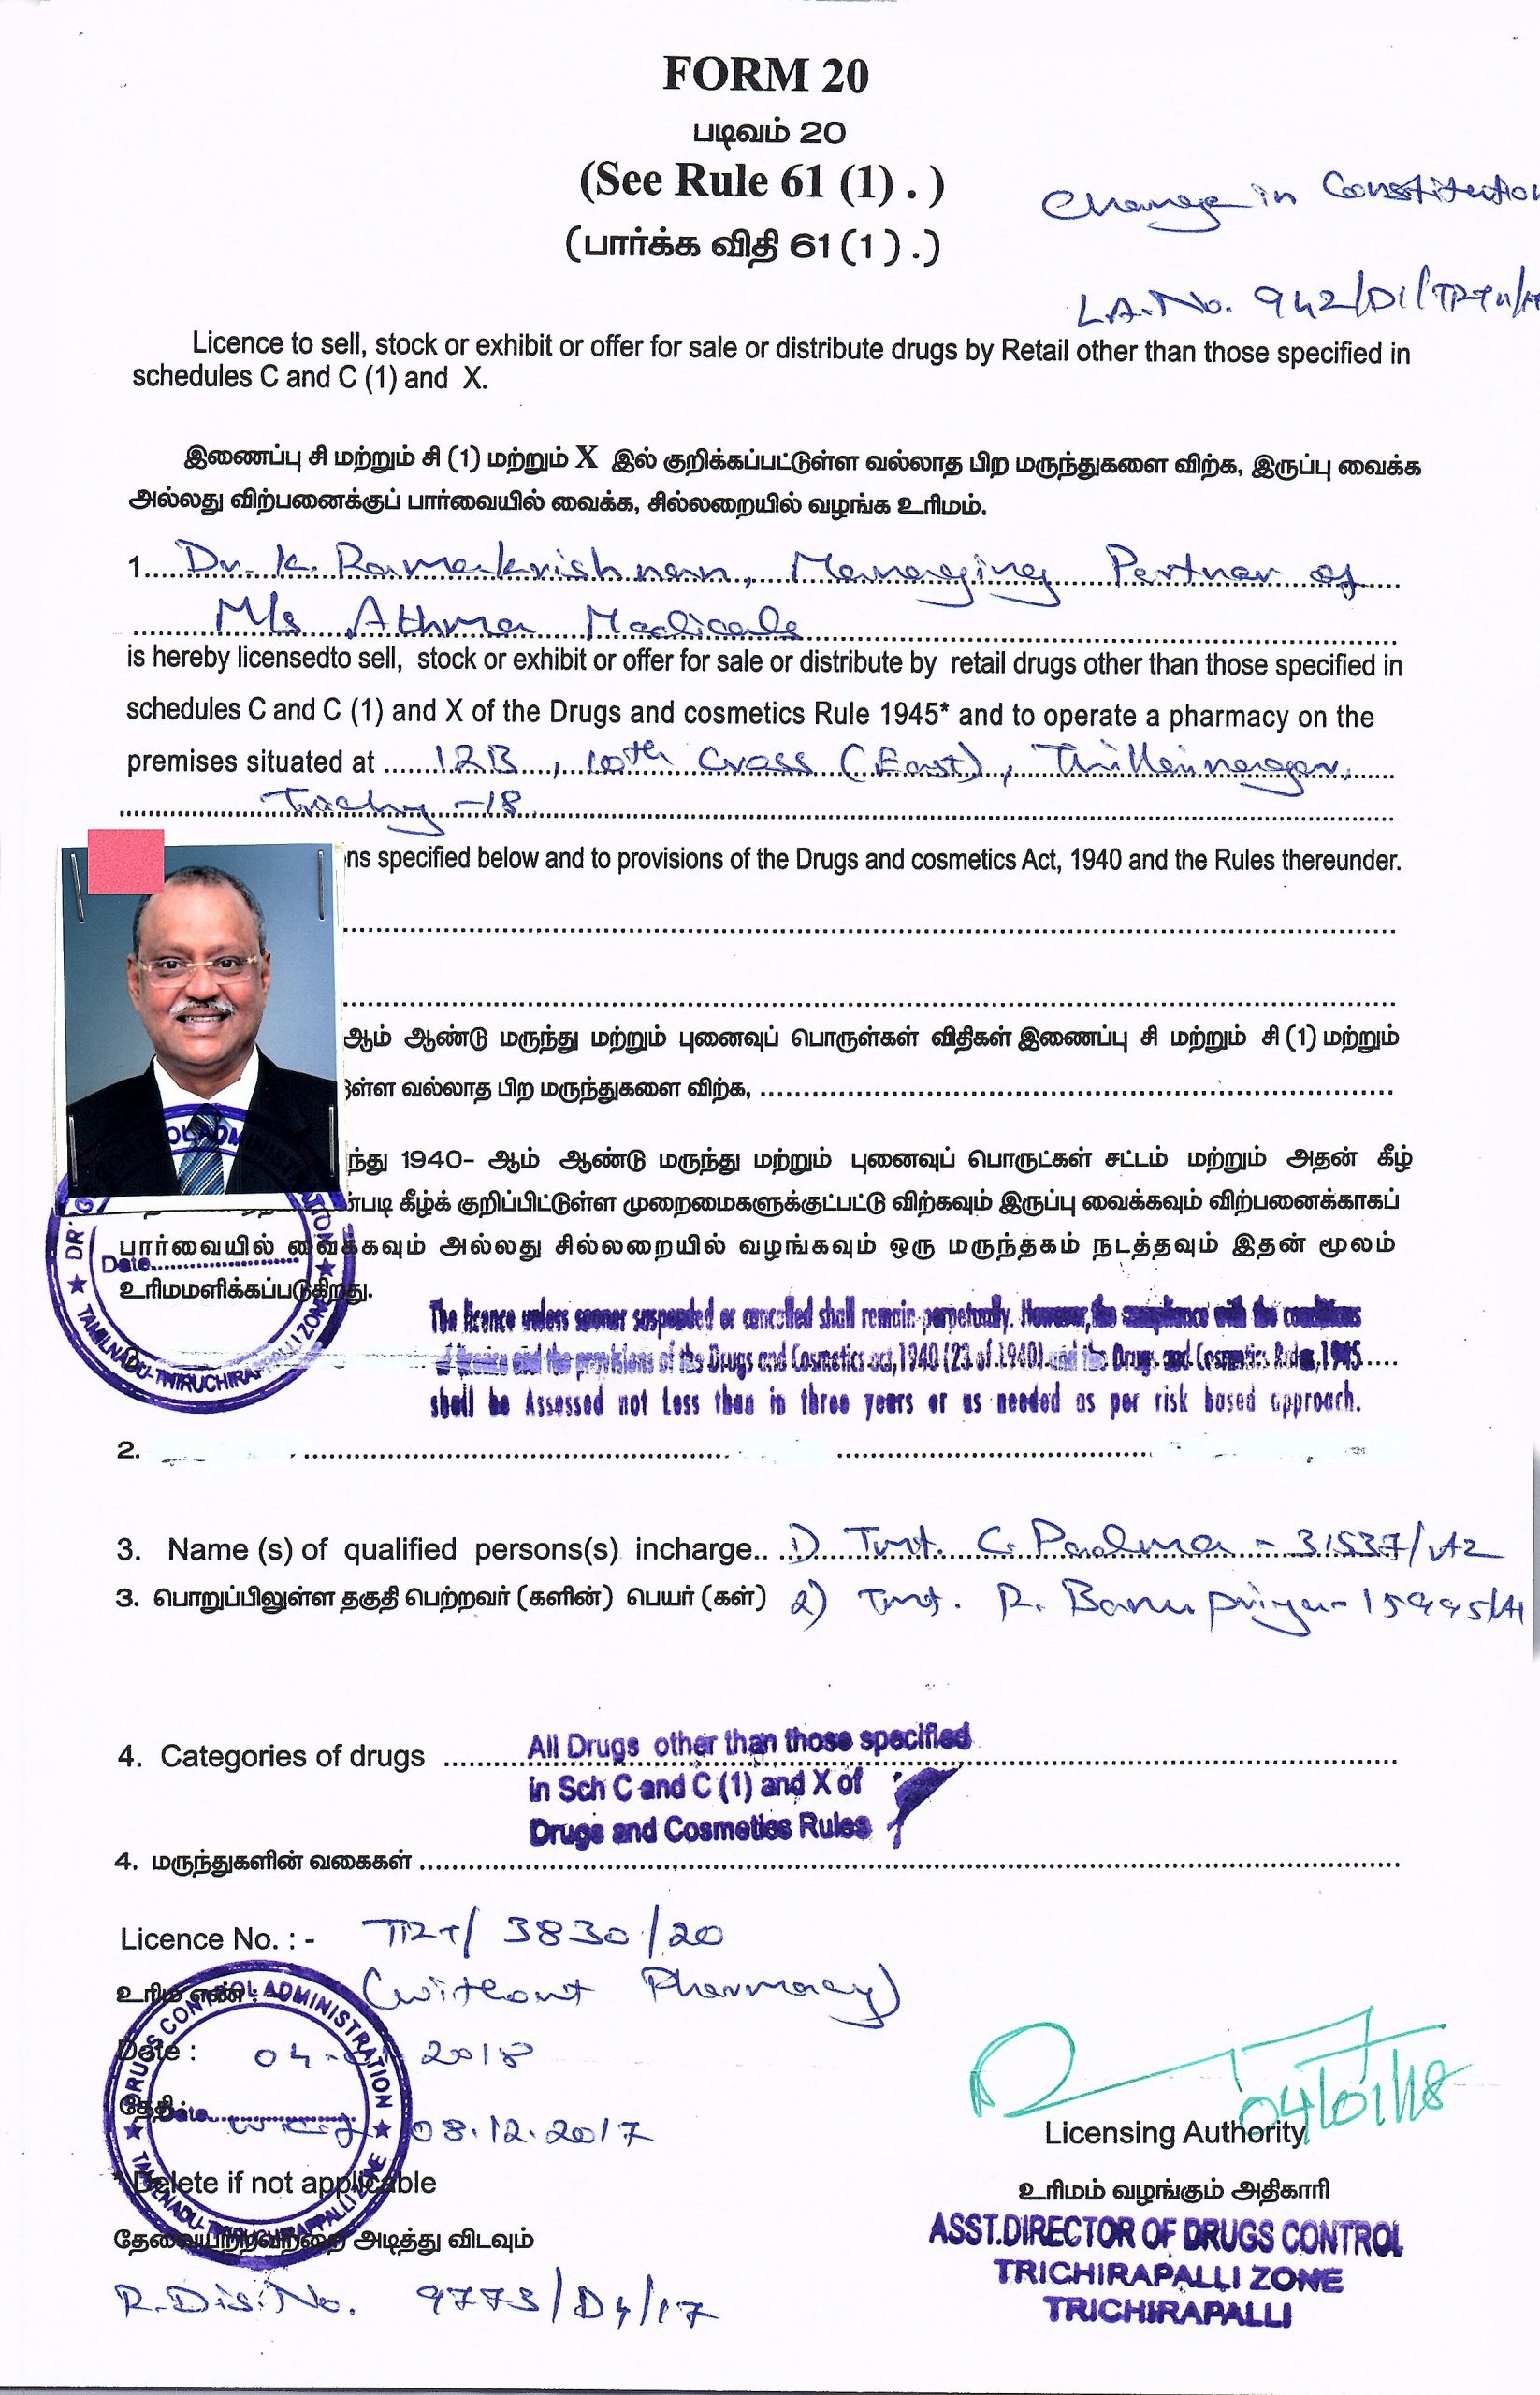 FORM 20
படிவம் 20
(See Rule 61 (1) . )
(பார்க்க விதி 61 (1) .)
Change in Constitution
L.A.No. 942/D1/TRTN/
Licence to sell, stock or exhibit or offer for sale or distribute drugs by Retail other than those specified in
schedules C and C (1) and X.
இணைப்பு சி மற்றும் சி (1) மற்றும் X இல் குறிக்கப்பட்டுள்ள வல்லாத பிற மருந்துகளை விற்க, இருப்பு வைக்க
அல்லது விற்பனைக்குப் பார்வையில் வைக்க, சில்லறையில் வழங்க உரிமம்.
1. Dr. K. Ramakrishnan, Managing Partner of
M/s Athma Medicals
is hereby licensedto sell, stock or exhibit or offer for sale or distribute by retail drugs other than those specified in
schedules C and C (1) and X of the Drugs and cosmetics Rule 1945* and to operate a pharmacy on the
premises situated at 12B, 10th Cross (East), Thillainagar,
Trichy -18
ns specified below and to provisions of the Drugs and cosmetics Act, 1940 and the Rules thereunder.
ஆம் ஆண்டு மருந்து மற்றும் புனைவுப் பொருள்கள் விதிகள் இணைப்பு சி மற்றும் சி (1) மற்றும்
ள்ள வல்லாத பிற மருந்துகளை விற்க,
ந்து 1940- ஆம் ஆண்டு மருந்து மற்றும் புனைவுப் பொருட்கள் சட்டம் மற்றும் அதன் கீழ்
ன்படி கீழ்க் குறிப்பிட்டுள்ள முறைமைகளுக்குட்பட்டு விற்கவும் இருப்பு வைக்கவும் விற்பனைக்காகப்
பார்வையில் வைக்கவும் அல்லது சில்லறையில் வழங்கவும் ஒரு மருந்தகம் நடத்தவும் இதன் மூலம்
Date
உரிமமளிக்கப்படுகிறது.
TAMILNADU-THIRUCHIRAPPALLI ZONE
The licence unless sooner suspended or cancelled shall remain perpetually. However, the compliance with the conditions
of licence and the provisions of the Drugs and Cosmetics act, 1940 (23 of 1940) and the Drugs and Cosmetics Rules, 1945
shall be Assessed not Less than in three years or as needed as per risk based approach.
2.
3. Name (s) of qualified persons(s) incharge.. 1) Tmt. C. Padma - 31537/A2
3. பொறுப்பிலுள்ள தகுதி பெற்றவர் (களின்) பெயர் (கள்) 2) Tmt. R. Banupriya- 15995/A1
4. Categories of drugs All Drugs other than those specified
in Sch C and C (1) and X of
Drugs and Cosmetics Rules
4. மருந்துகளின் வகைகள்
Licence No. : - TRT/ 3830/20
உரிம எண் : - (without Pharmacy)
Date : 04-01-2018
DRUGS CONTROL ADMINISTRATION
தேதி
Date
08.12.2017
04/01/18
Licensing Authority
* Delete if not applicable
TAMILNADU-THIRUCHIRAPPALLI ZONE
உரிமம் வழங்கும் அதிகாரி
தேவையற்றவற்றை அடித்து விடவும்
ASST.DIRECTOR OF DRUGS CONTROL
TRICHIRAPALLI ZONE
TRICHIRAPALLI
R.Dis.No. 9773/D4/17